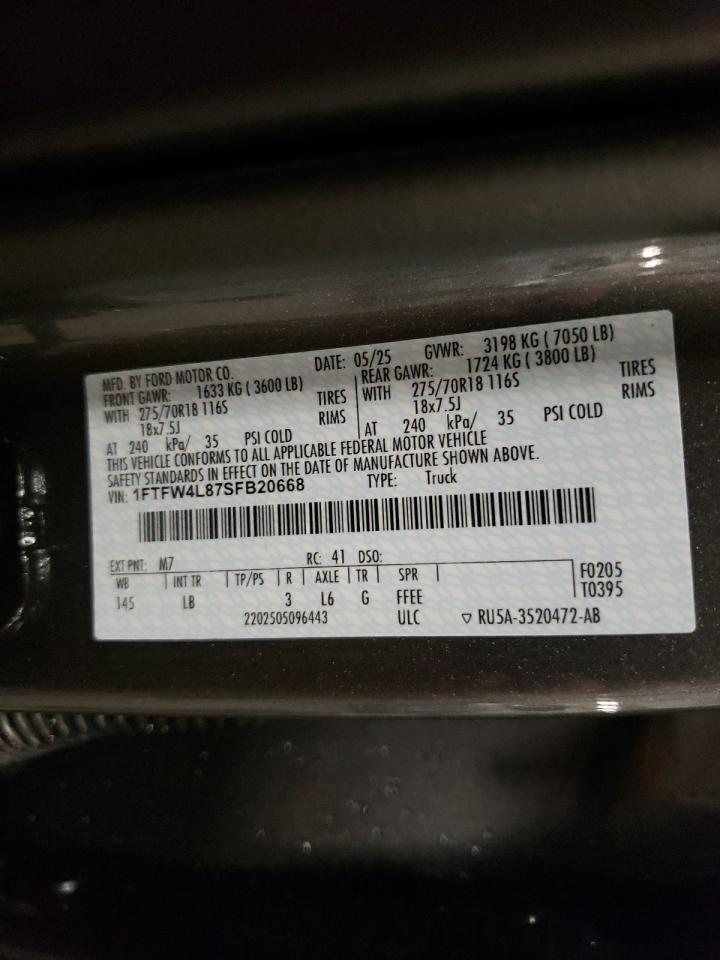 MFD. BY FORD MOTOR CO. DATE: 05/25 GVWR: 3198 KG ( 7050 LB)
FRONT GAWR: 1633 KG ( 3600 LB) REAR GAWR: 1724 KG ( 3800 LB)
WITH 275/70R18 116S TIRES WITH 275/70R18 116S TIRES
18x7.5J RIMS 18x7.5J RIMS
AT 240 kPa/ 35 PSI COLD AT 240 kPa/ 35 PSI COLD
THIS VEHICLE CONFORMS TO ALL APPLICABLE FEDERAL MOTOR VEHICLE
SAFETY STANDARDS IN EFFECT ON THE DATE OF MANUFACTURE SHOWN ABOVE.
VIN: 1FTFW4L87SFB20668 TYPE: Truck
EXT PNT: M7 RC: 41 DSO:
WB INT TR TP/PS R AXLE TR SPR F0205
145 LB 3 L6 G FFEE T0395
2202505096443 ULC ▽ RU5A-3520472-AB